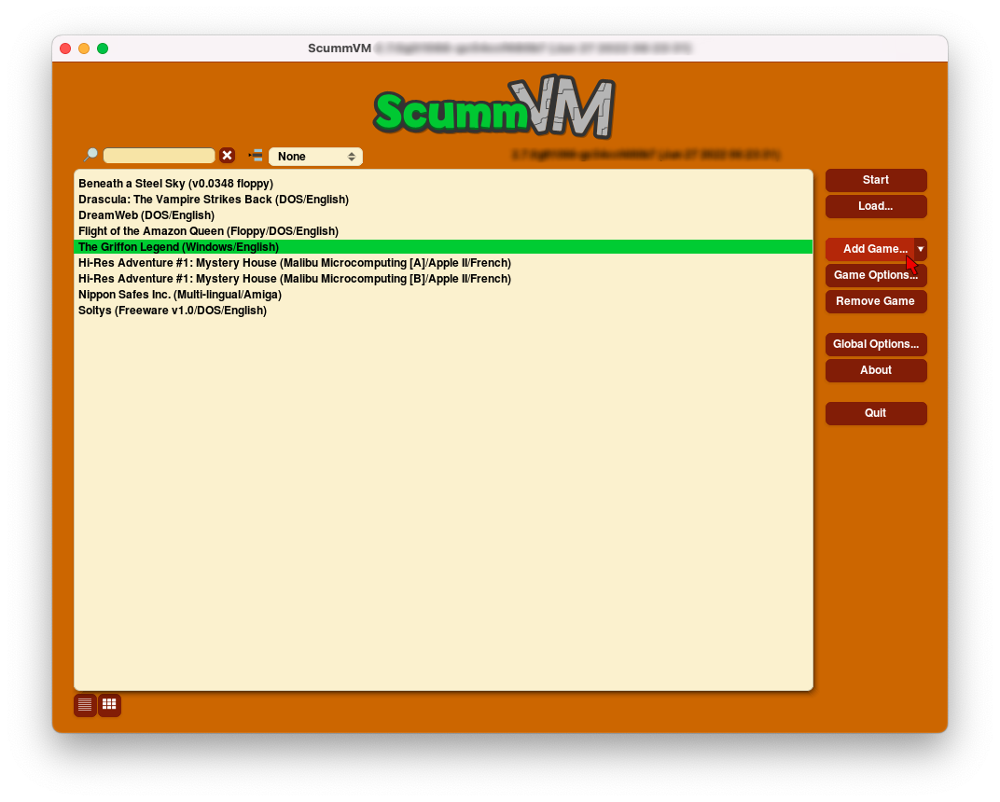 ScummVM
ScummVM
None
Beneath a Steel Sky (v0.0348 floppy)
Drascula: The Vampire Strikes Back (DOS/English)
DreamWeb (DOS/English)
Flight of the Amazon Queen (Floppy/DOS/English)
The Griffon Legend (Windows/English)
Hi-Res Adventure #1: Mystery House (Malibu Microcomputing [A]/Apple II/French)
Hi-Res Adventure #1: Mystery House (Malibu Microcomputing [B]/Apple II/French)
Nippon Safes Inc. (Multi-lingual/Amiga)
Soltys (Freeware v1.0/DOS/English)
Start
Load...
Add Game...
Game Options...
Remove Game
Global Options...
About
Quit